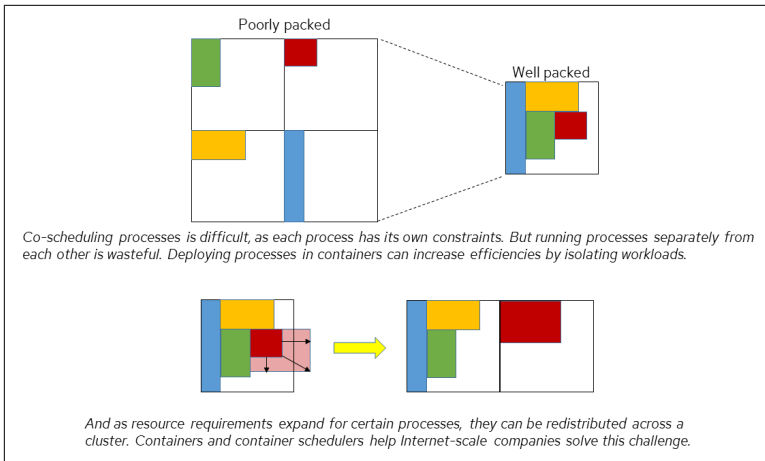 Poorly packed
Well packed
Co-scheduling processes is difficult, as each process has its own constraints. But running processes separately from
each other is wasteful. Deploying processes in containers can increase efficiencies by isolating workloads.
And as resource requirements expand for certain processes, they can be redistributed across a
cluster. Containers and container schedulers help Internet-scale companies solve this challenge.